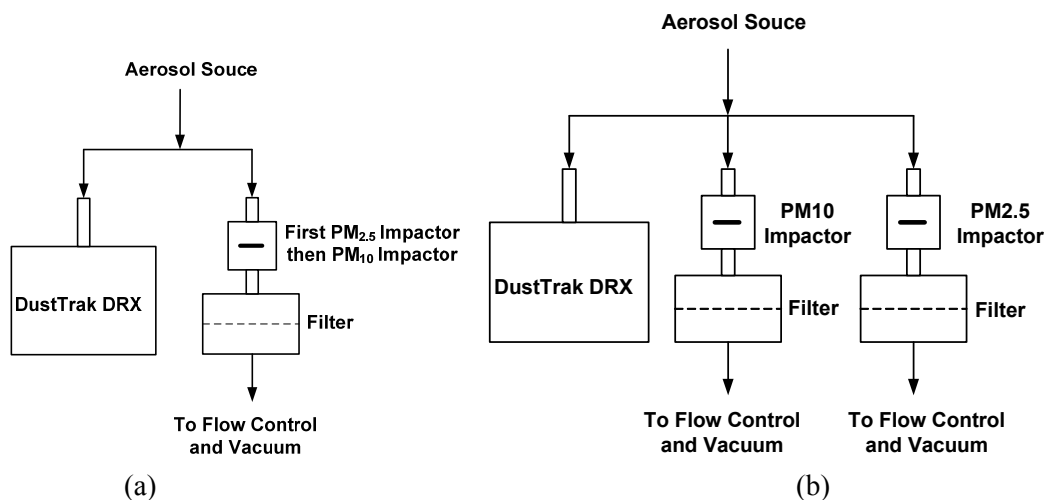 Aerosol Souce
DustTrak DRX
First PM₂.₅ Impactor
then PM₁₀ Impactor
Filter
To Flow Control
and Vacuum
(a)
Aerosol Souce
DustTrak DRX
PM10
Impactor
Filter
To Flow Control
and Vacuum
PM2.5
Impactor
Filter
To Flow Control
and Vacuum
(b)